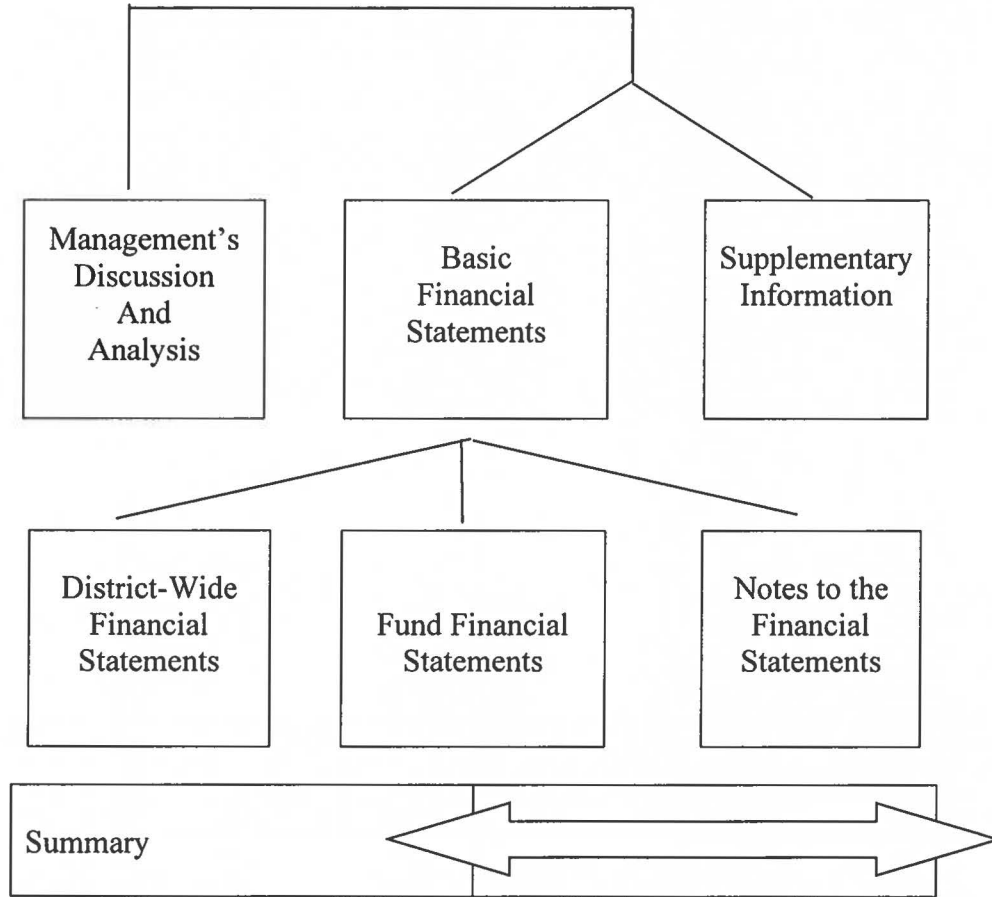 Management's
Discussion
And
Analysis
Basic
Financial
Statements
Supplementary
Information
District-Wide
Financial
Statements
Fund Financial
Statements
Notes to the
Financial
Statements
Summary